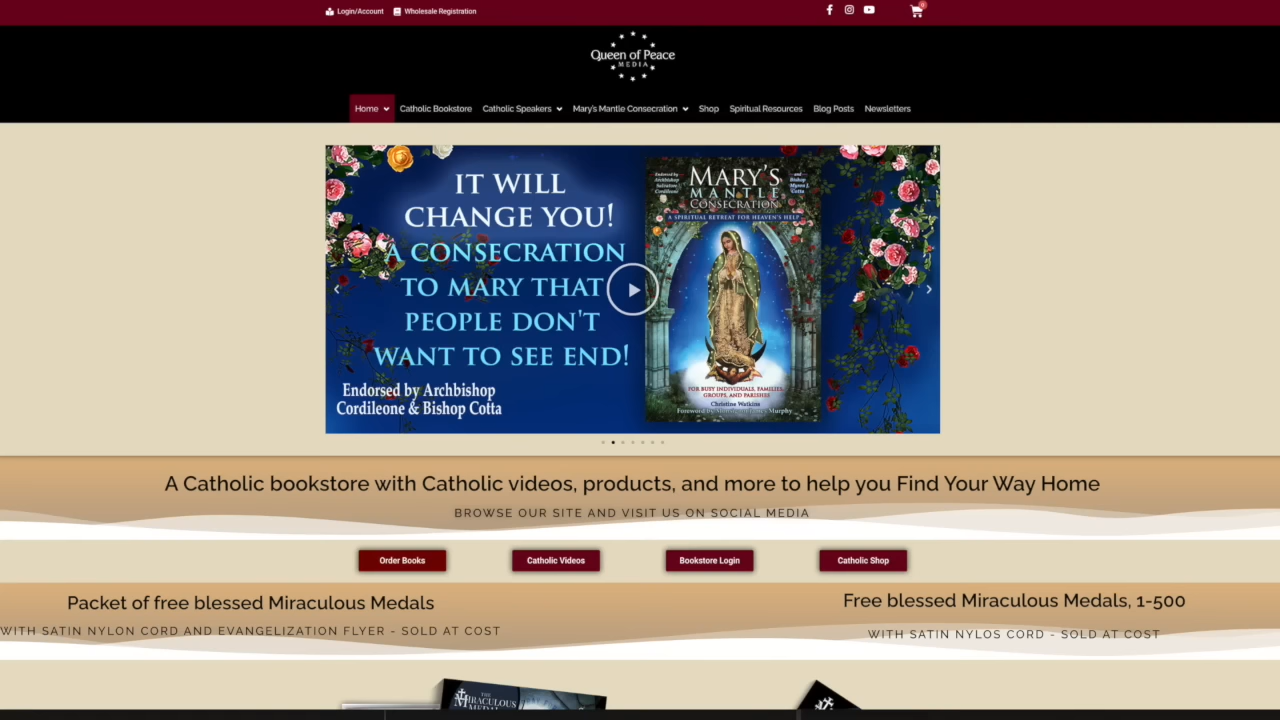 Login/Account Wholesale Registration
0
Queen of Peace
MEDIA
Home Catholic Bookstore Catholic Speakers Mary's Mantle Consecration Shop Spiritual Resources Blog Posts Newsletters
IT WILL
CHANGE YOU!
A CONSECRATION
TO MARY THAT
PEOPLE DON'T
WANT TO SEE END!
Endorsed by Archbishop
Cordileone & Bishop Cotta
Endorsed by
Archbishop
Salvatore
Cordileone
and
Bishop
Myron J.
Cotta
MARY'S
MANTLE
CONSECRATION
A SPIRITUAL RETREAT FOR HEAVEN'S HELP
FOR BUSY INDIVIDUALS, FAMILIES,
GROUPS, AND PARISHES
Christine Watkins
A Catholic bookstore with Catholic videos, products, and more to help you Find Your Way Home
BROWSE OUR SITE AND VISIT US ON SOCIAL MEDIA
Order Books Catholic Videos Bookstore Login Catholic Shop
Packet of free blessed Miraculous Medals
WITH SATIN NYLON CORD AND EVANGELIZATION FLYER - SOLD AT COST
Free blessed Miraculous Medals, 1-500
WITH SATIN NYLOS CORD - SOLD AT COST
THE
MIRACULOUS
MEDAL